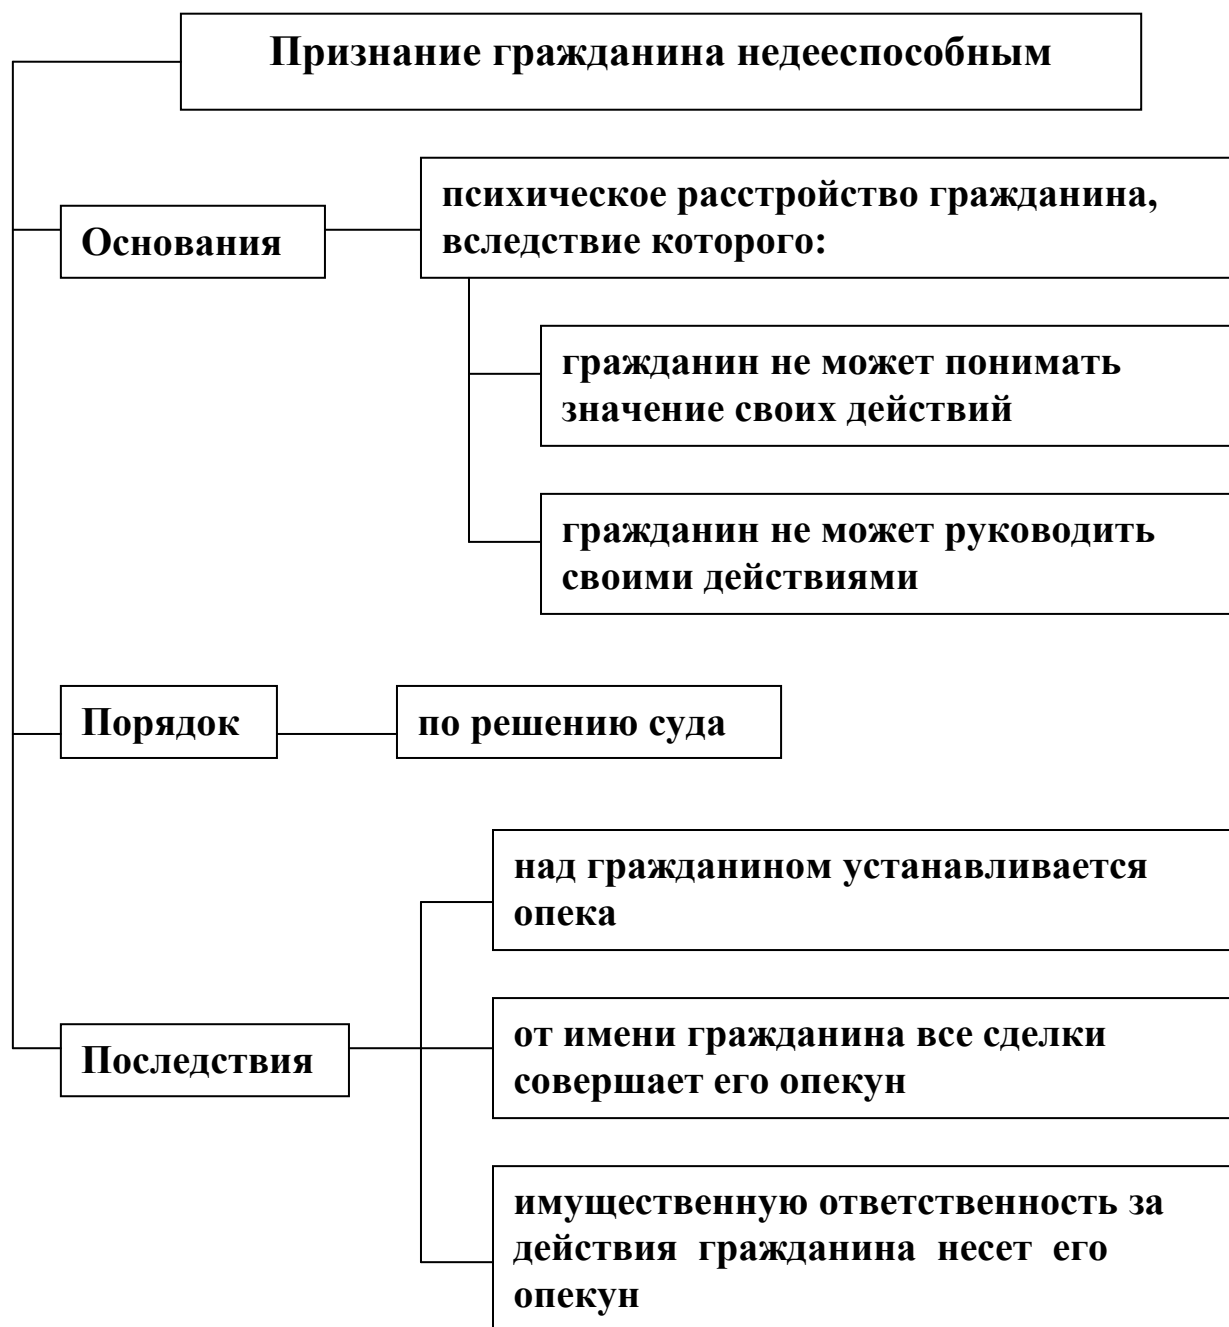 Признание гражданина недееспособным
психическое расстройство гражданина,
вследствие которого:
Основания
гражданин не может понимать
значение своих действий
гражданин не может руководить
своими действиями
Порядок
по решению суда
над гражданином устанавливается
опека
Последствия
от имени гражданина все сделки
совершает его опекун
имущественную ответственность за
действия гражданина несет его
опекун